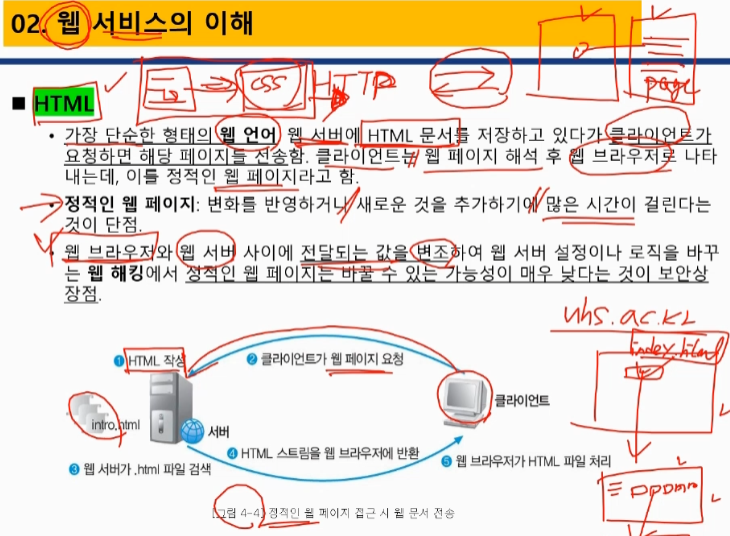 02. 웹 서비스의 이해
css HTTP
page
■ HTML
• 가장 단순한 형태의 웹 언어 웹 서버에 HTML 문서를 저장하고 있다가 클라이언트가
요청하면 해당 페이지를 전송함. 클라이언트는 웹 페이지 해석 후 웹 브라우저로 나타
내는데, 이를 정적인 웹 페이지라고 함.
• 정적인 웹 페이지: 변화를 반영하거나 새로운 것을 추가하기에 많은 시간이 걸린다는
것이 단점.
• 웹 브라우저와 웹 서버 사이에 전달되는 값을 변조하여 웹 서버 설정이나 로직을 바꾸
는 웹 해킹에서 정적인 웹 페이지는 바꿀 수 있는 가능성이 매우 낮다는 것이 보안상
장점.
uhs.ac.kr
index.html
❶ HTML 작성
❷ 클라이언트가 웹 페이지 요청
클라이언트
intro.html
서버
❹ HTML 스트림을 웹 브라우저에 반환
❺ 웹 브라우저가 HTML 파일 처리
❸ 웹 서버가 .html 파일 검색
[그림 4-4] 정적인 웹 페이지 접근 시 웹 문서 전송